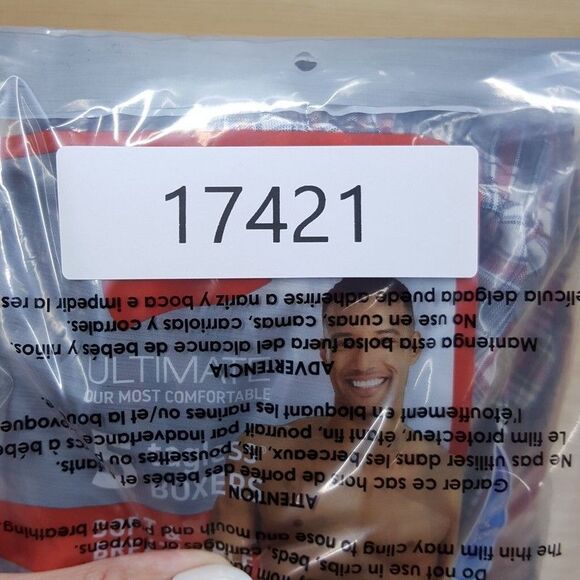 17421
ULTIMATE
OUR MOST COMFORTABLE
BOXERS
Do not use in cribs, beds, carriages or playpens.
the thin film may cling to nose and mouth and Pevent breathing.
ATTENTION
Garder ce sac hors de portée des bébés et
Ne pas utiliser dans les berceaux, lits, poussettes ou
Le film protecteur, étant fin, pourrait, par inadvertance
l'étouffement en bloquant les narines ou/et la
ADVERTENCIA
Mantenga esta bolsa fuera del alcance de bebés y niños.
No use en cunas, camas, carriolas y corrales.
película delgada puede adherirse a nariz y boca e impedir la res